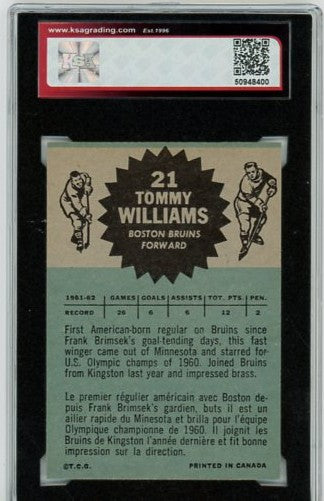 www.ksagrading.com Est 1996
KSA
50948400
21
TOMMY
WILLIAMS
BOSTON BRUINS
FORWARD
1961-62 GAMES GOALS ASSISTS TOT. PTS. PEN.
RECORD 26 6 6 12 2
First American-born regular on Bruins since
Frank Brimsek's goal-tending days, this fast
winger came out of Minnesota and starred for
U.S. Olympic champs of 1960. Joined Bruins
from Kingston last year and impressed brass.
Le premier régulier américain avec Boston de-
puis Frank Brimsek's gardien, buts il est un
ailier rapide du Minesota et brilla pour l'équipe
Olympique championne de 1960. Il joignit les
Bruins de Kingston l'année dernière et fit bonne
impression sur la direction.
©T.C.G. PRINTED IN CANADA